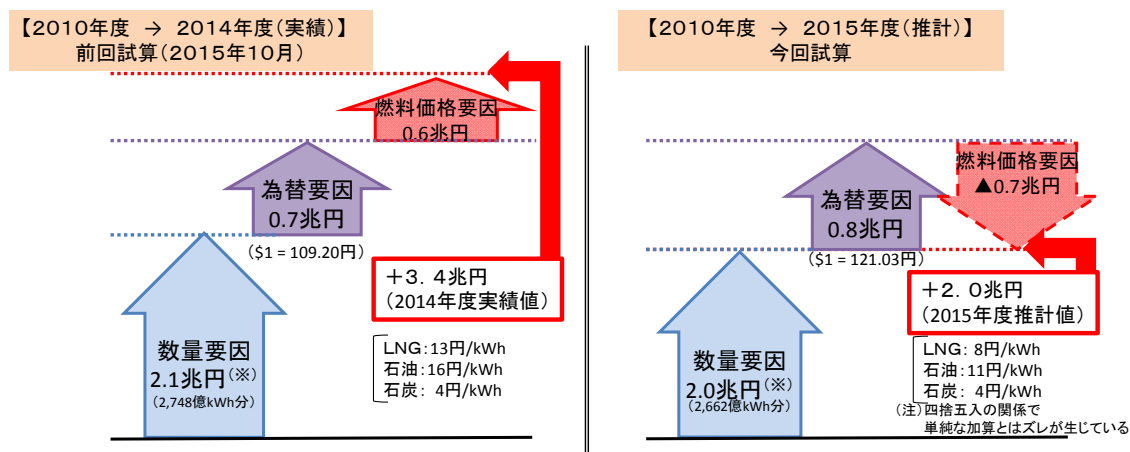 【2010年度 → 2014年度(実績)】
前回試算(2015年10月)
燃料価格要因
0.6兆円
為替要因
0.7兆円
($1 = 109.20円)
+3.4兆円
(2014年度実績値)
数量要因
2.1兆円(※)
(2,748億kWh分)
LNG:13円/kWh
石油:16円/kWh
石炭: 4円/kWh
【2010年度 → 2015年度(推計)】
今回試算
燃料価格要因
▲0.7兆円
為替要因
0.8兆円
($1 = 121.03円)
+2.0兆円
(2015年度推計値)
数量要因
2.0兆円(※)
(2,662億kWh分)
LNG: 8円/kWh
石油:11円/kWh
石炭: 4円/kWh
(注)四捨五入の関係で
単純な加算とはズレが生じている